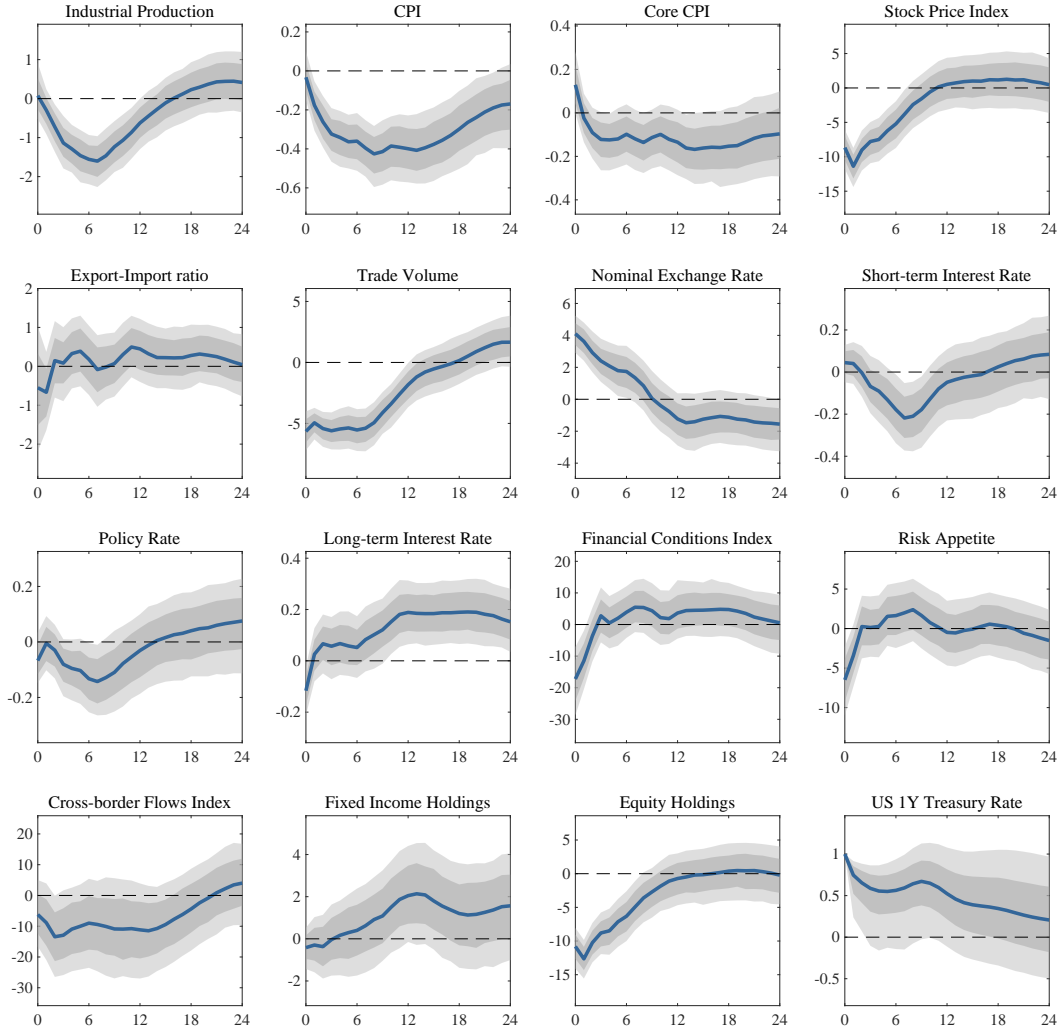 Industrial Production
1
0
-1
-2
0 6 12 18 24
CPI
0.2
0
-0.2
-0.4
-0.6
0 6 12 18 24
Core CPI
0.4
0.2
0
-0.2
-0.4
0 6 12 18 24
Stock Price Index
5
0
-5
-10
-15
0 6 12 18 24
Export-Import ratio
2
1
0
-1
-2
0 6 12 18 24
Trade Volume
5
0
-5
0 6 12 18 24
Nominal Exchange Rate
6
4
2
0
-2
-4
0 6 12 18 24
Short-term Interest Rate
0.2
0
-0.2
-0.4
0 6 12 18 24
Policy Rate
0.2
0
-0.2
0 6 12 18 24
Long-term Interest Rate
0.4
0.2
0
-0.2
0 6 12 18 24
Financial Conditions Index
20
10
0
-10
-20
-30
0 6 12 18 24
Risk Appetite
5
0
-5
-10
0 6 12 18 24
Cross-border Flows Index
20
10
0
-10
-20
-30
0 6 12 18 24
Fixed Income Holdings
4
2
0
-2
0 6 12 18 24
Equity Holdings
5
0
-5
-10
-15
0 6 12 18 24
US 1Y Treasury Rate
1
0.5
0
-0.5
0 6 12 18 24